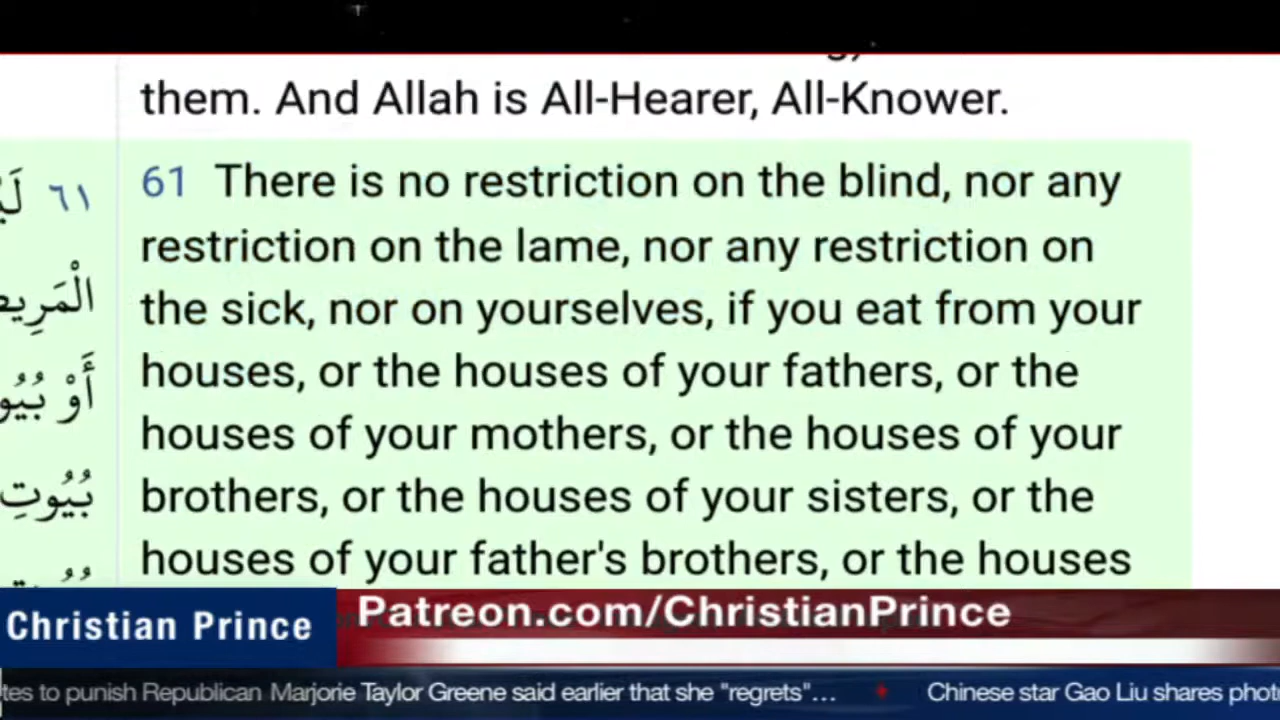 them. And Allah is All-Hearer, All-Knower.
٦١
61 There is no restriction on the blind, nor any
restriction on the lame, nor any restriction on
الْمَرِيض
the sick, nor on yourselves, if you eat from your
أَوْ
houses, or the houses of your fathers, or the
houses of your mothers, or the houses of your
بُيُوتِ
brothers, or the houses of your sisters, or the
houses of your father's brothers, or the houses
Christian Prince
Patreon.com/ChristianPrince
tes to punish Republican Marjorie Taylor Greene said earlier that she "regrets"... • Chinese star Gao Liu shares phot